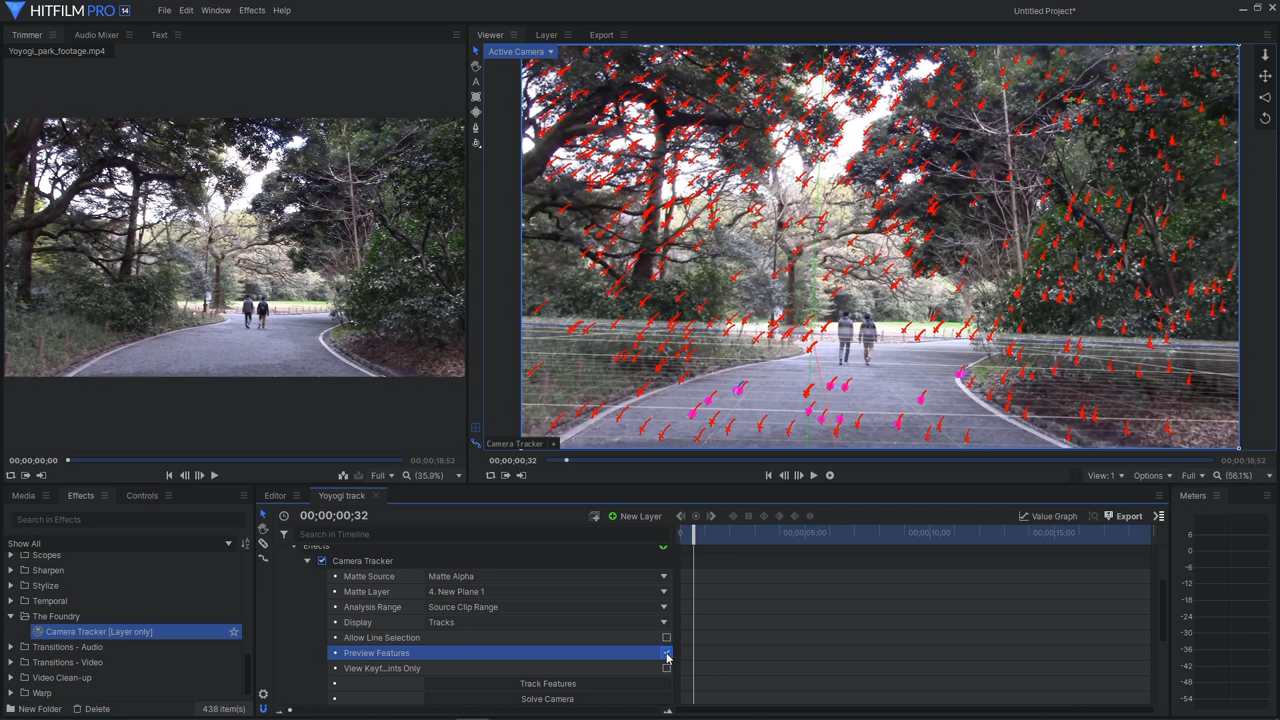 HITFILM PRO 14
File Edit Window Effects Help
Untitled Project*
Trimmer Audio Mixer Text
Viewer Layer Export
Yoyogi_park_footage.mp4
Active Camera
Camera Tracker +
00;00;00;00
00;00;18;52
00;00;00;32
00;00;18;52
Full (35.9%)
View: 1 Options Full (56.1%)
Media Effects Controls
Editor Yoyogi track
Meters
Search in Effects
00;00;00;32
New Layer
Value Graph
Export
Search in Timeline
0 00;00;05;00 00;00;10;00 00;00;15;00
Show All
Effects
Scopes
Sharpen
Stylize
Temporal
The Foundry
Camera Tracker [Layer only]
Transitions - Audio
Transitions - Video
Video Clean-up
Warp
New Folder Delete 438 item(s)
Camera Tracker
Matte Source Matte Alpha
Matte Layer 4. New Plane 1
Analysis Range Source Clip Range
Display Tracks
Allow Line Selection
Preview Features
View Keyf...ints Only
Track Features
Solve Camera
6
0
-6
-12
-18
-24
-30
-36
-42
-48
-54